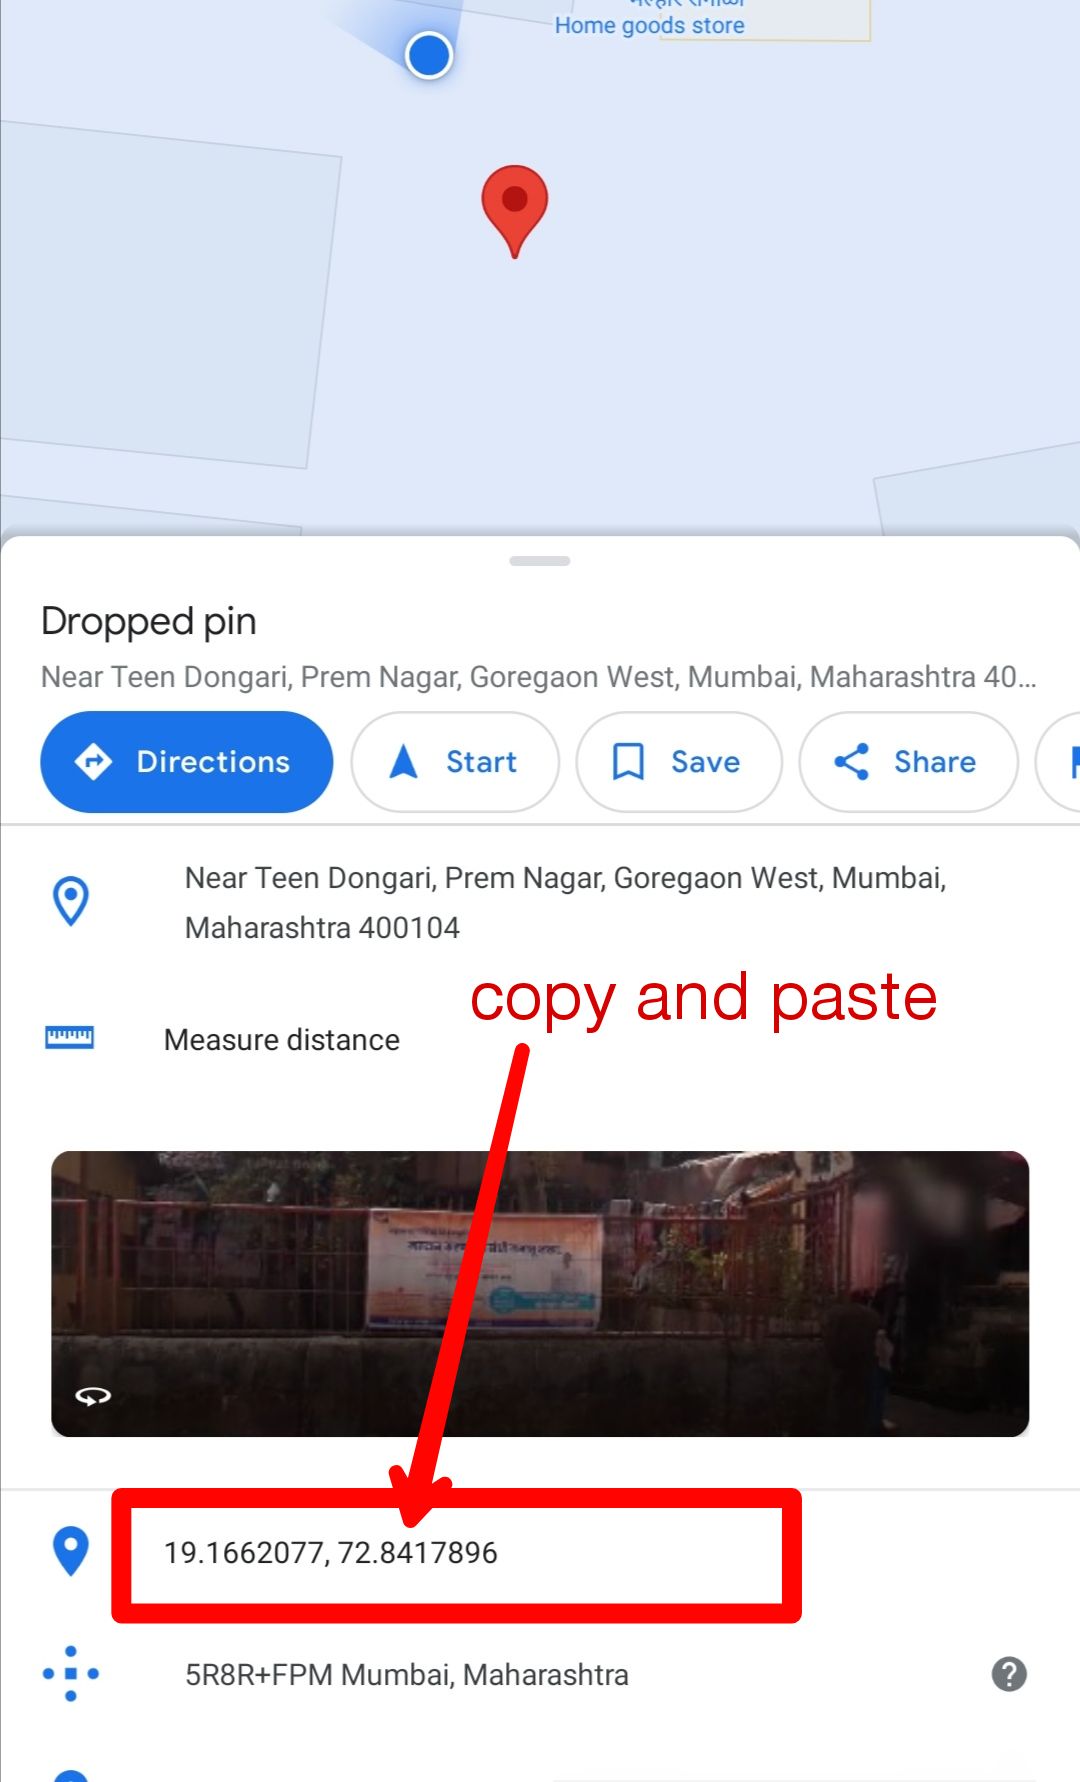 Home goods store
Dropped pin
Near Teen Dongari, Prem Nagar, Goregaon West, Mumbai, Maharashtra 40...
Directions
Start
Save
Share
Near Teen Dongari, Prem Nagar, Goregaon West, Mumbai,
Maharashtra 400104
copy and paste
Measure distance
19.1662077, 72.8417896
5R8R+FPM Mumbai, Maharashtra
?